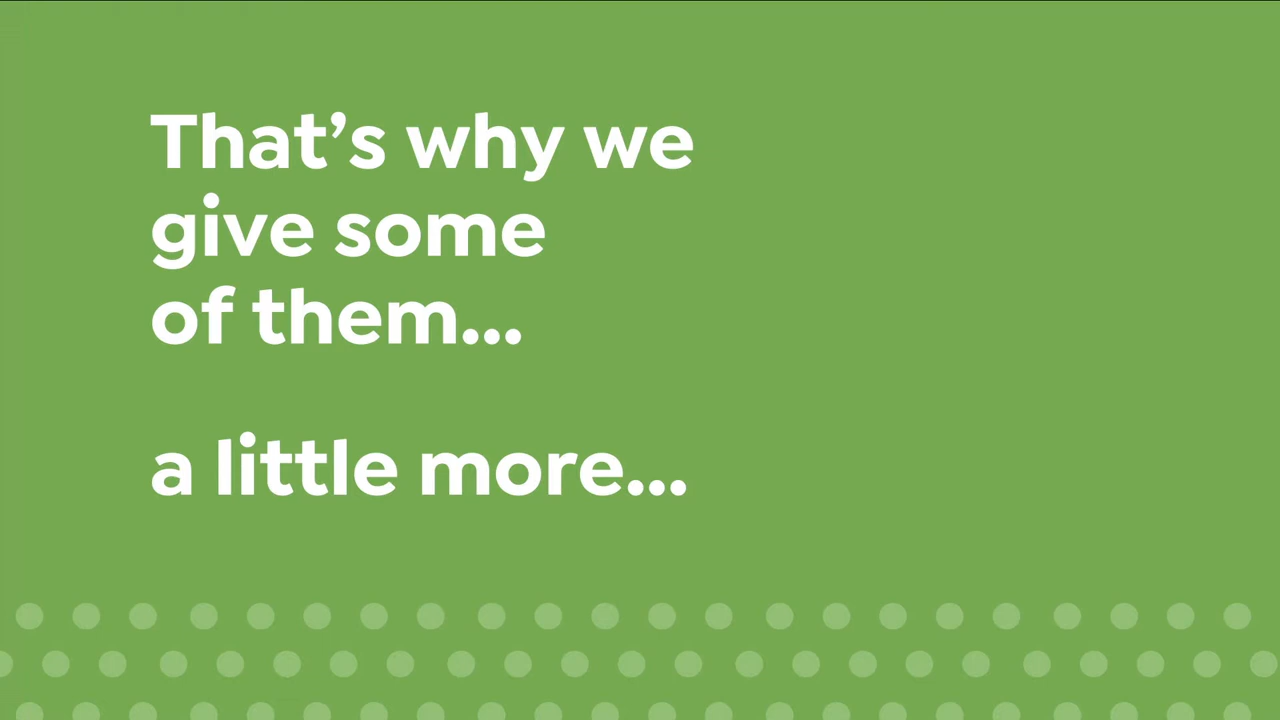 That’s why we
give some
of them...
a little more...